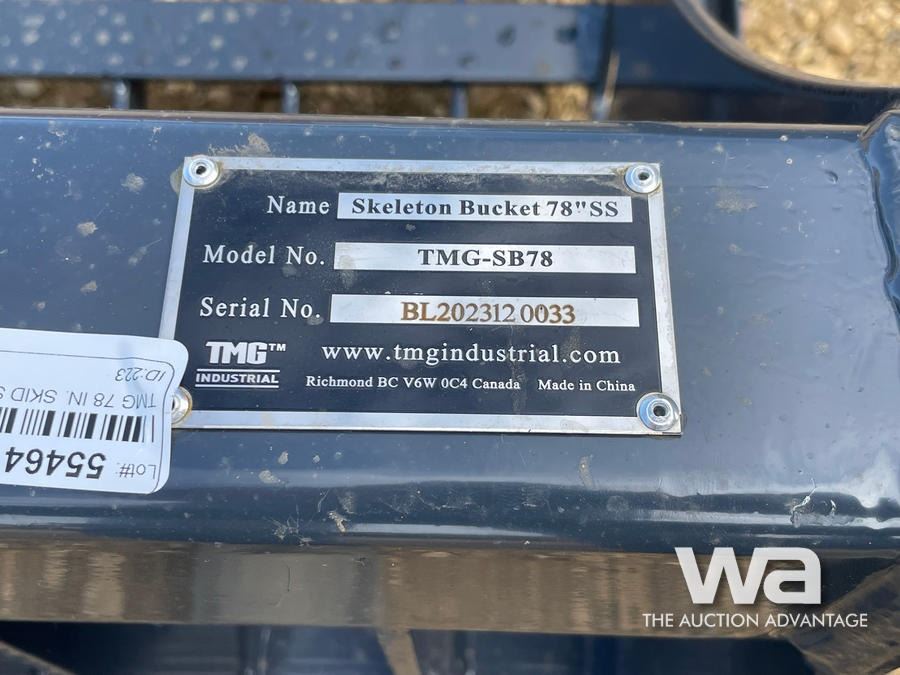 Name Skeleton Bucket 78"SS
Model No. TMG-SB78
Serial No. BL202312 0033
TMG™
INDUSTRIAL
www.tmgindustrial.com
Richmond BC V6W 0C4 Canada Made in China
Lot#: 55464
TMG 78 IN. SKID S
ID:223
wa
THE AUCTION ADVANTAGE